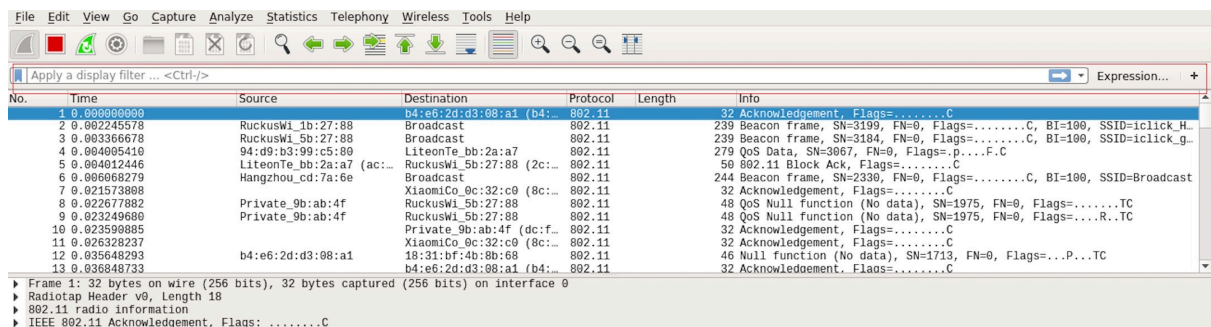 File Edit View Go Capture Analyze Statistics Telephony Wireless Tools Help
Apply a display filter ... <Ctrl-/> Expression... +
No. Time Source Destination Protocol Length Info
1 0.000000000 b4:e6:2d:d3:08:a1 (b4:… 802.11 32 Acknowledgement, Flags=........C
2 0.002245578 RuckusWi_1b:27:88 Broadcast 802.11 239 Beacon frame, SN=3199, FN=0, Flags=........C, BI=100, SSID=iclick_H…
3 0.003366678 RuckusWi_5b:27:88 Broadcast 802.11 239 Beacon frame, SN=3184, FN=0, Flags=........C, BI=100, SSID=iclick_g…
4 0.004005410 94:d9:b3:99:c5:80 LiteonTe_bb:2a:a7 802.11 279 QoS Data, SN=3067, FN=0, Flags=.p....F.C
5 0.004012446 LiteonTe_bb:2a:a7 (ac:… RuckusWi_5b:27:88 (2c:… 802.11 50 802.11 Block Ack, Flags=........C
6 0.006068279 Hangzhou_cd:7a:6e Broadcast 802.11 244 Beacon frame, SN=2330, FN=0, Flags=........C, BI=100, SSID=Broadcast
7 0.021573808 XiaomiCo_0c:32:c0 (8c:… 802.11 32 Acknowledgement, Flags=........C
8 0.022677882 Private_9b:ab:4f RuckusWi_5b:27:88 802.11 48 QoS Null function (No data), SN=1975, FN=0, Flags=.......TC
9 0.023249680 Private_9b:ab:4f RuckusWi_5b:27:88 802.11 48 QoS Null function (No data), SN=1975, FN=0, Flags=....R..TC
10 0.023590885 Private_9b:ab:4f (dc:f… 802.11 32 Acknowledgement, Flags=........C
11 0.026328237 XiaomiCo_0c:32:c0 (8c:… 802.11 32 Acknowledgement, Flags=........C
12 0.035648293 b4:e6:2d:d3:08:a1 18:31:bf:4b:8b:68 802.11 46 Null function (No data), SN=1713, FN=0, Flags=...P...TC
13 0.036848733 b4:e6:2d:d3:08:a1 (b4:… 802.11 32 Acknowledgement, Flags=........C
Frame 1: 32 bytes on wire (256 bits), 32 bytes captured (256 bits) on interface 0
Radiotap Header v0, Length 18
802.11 radio information
IEEE 802.11 Acknowledgement, Flags: ........C